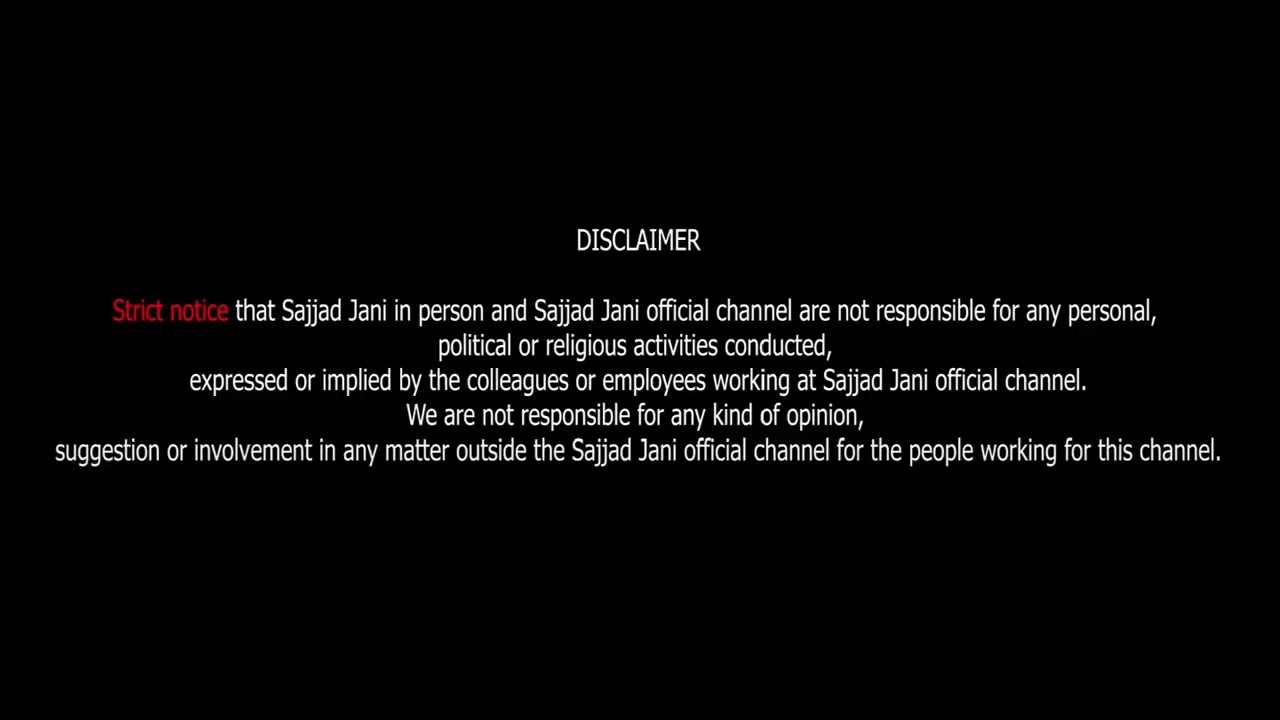 DISCLAIMER
Strict notice that Sajjad Jani in person and Sajjad Jani official channel are not responsible for any personal,
political or religious activities conducted,
expressed or implied by the colleagues or employees working at Sajjad Jani official channel.
We are not responsible for any kind of opinion,
suggestion or involvement in any matter outside the Sajjad Jani official channel for the people working for this channel.